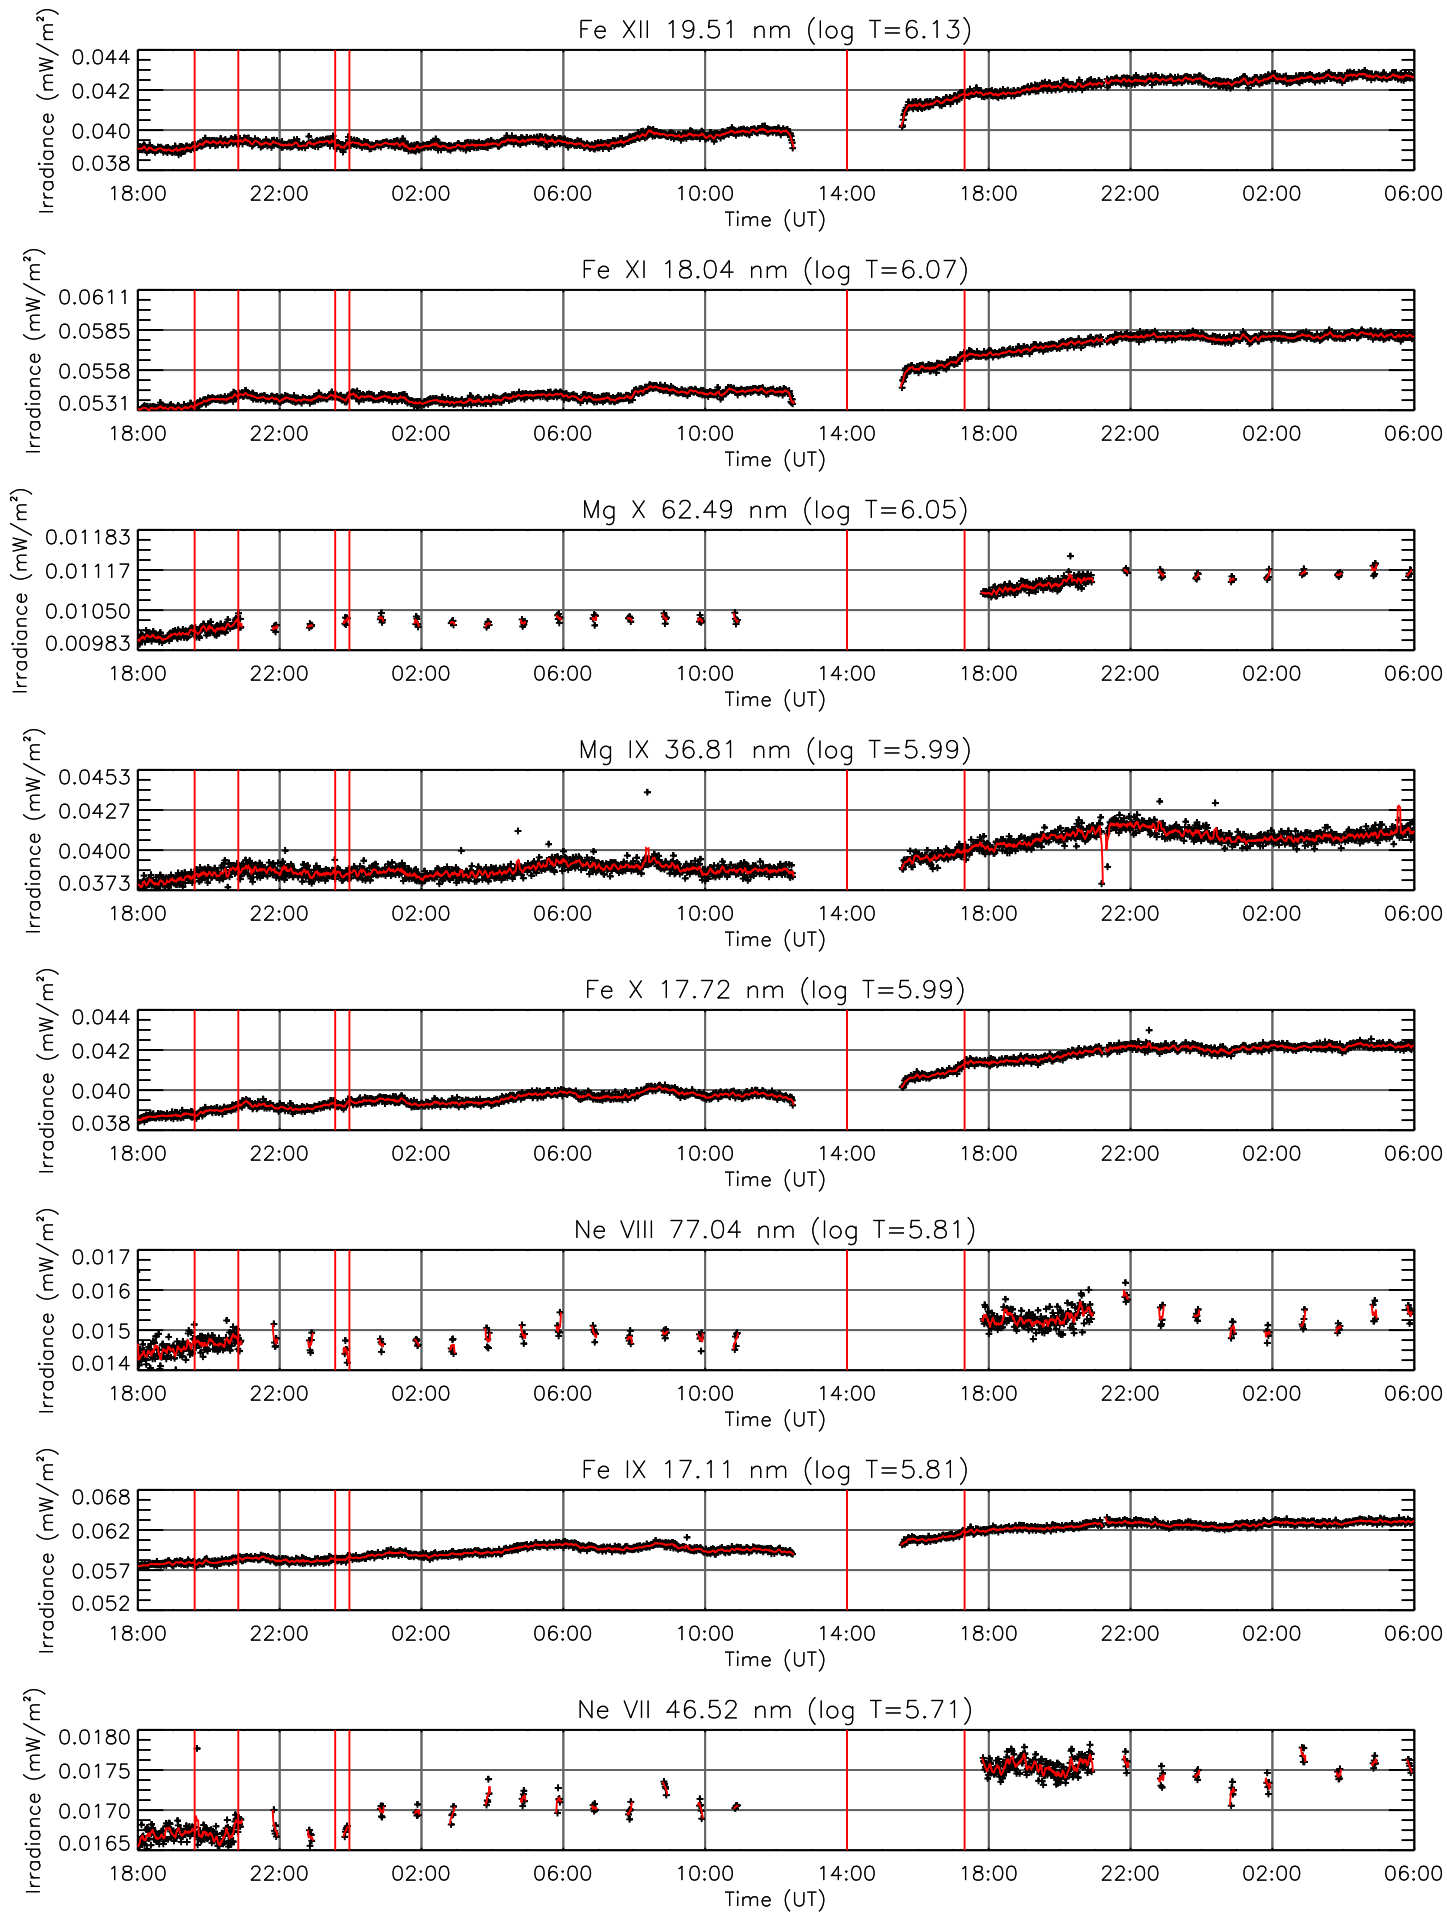 Fe XII 19.51 nm (log T=6.13)
Irradiance (mW/m²)
0.044
0.042
0.040
0.038
18:00 22:00 02:00 06:00 10:00 14:00 18:00 22:00 02:00 06:00
Time (UT)
Fe XI 18.04 nm (log T=6.07)
Irradiance (mW/m²)
0.0611
0.0585
0.0558
0.0531
18:00 22:00 02:00 06:00 10:00 14:00 18:00 22:00 02:00 06:00
Time (UT)
Mg X 62.49 nm (log T=6.05)
Irradiance (mW/m²)
0.01183
0.01117
0.01050
0.00983
18:00 22:00 02:00 06:00 10:00 14:00 18:00 22:00 02:00 06:00
Time (UT)
Mg IX 36.81 nm (log T=5.99)
Irradiance (mW/m²)
0.0453
0.0427
0.0400
0.0373
18:00 22:00 02:00 06:00 10:00 14:00 18:00 22:00 02:00 06:00
Time (UT)
Fe X 17.72 nm (log T=5.99)
Irradiance (mW/m²)
0.044
0.042
0.040
0.038
18:00 22:00 02:00 06:00 10:00 14:00 18:00 22:00 02:00 06:00
Time (UT)
Ne VIII 77.04 nm (log T=5.81)
Irradiance (mW/m²)
0.017
0.016
0.015
0.014
18:00 22:00 02:00 06:00 10:00 14:00 18:00 22:00 02:00 06:00
Time (UT)
Fe IX 17.11 nm (log T=5.81)
Irradiance (mW/m²)
0.068
0.062
0.057
0.052
18:00 22:00 02:00 06:00 10:00 14:00 18:00 22:00 02:00 06:00
Time (UT)
Ne VII 46.52 nm (log T=5.71)
Irradiance (mW/m²)
0.0180
0.0175
0.0170
0.0165
18:00 22:00 02:00 06:00 10:00 14:00 18:00 22:00 02:00 06:00
Time (UT)